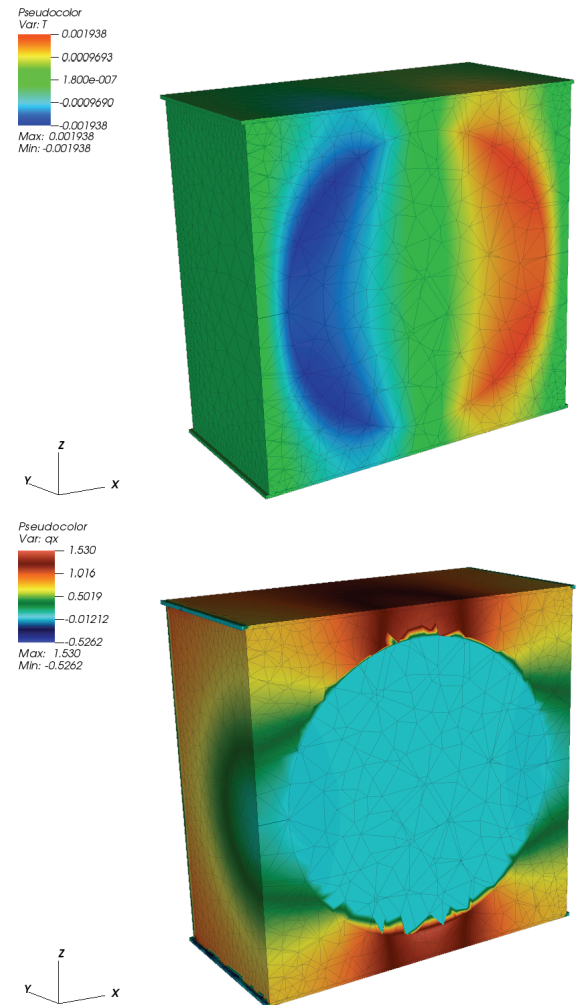 Pseudocolor
Var: T
0.001938
0.0009693
1.800e-007
-0.0009690
-0.001938
Max: 0.001938
Min: -0.001938
Z
Y
X
Pseudocolor
Var: qx
1.530
1.016
0.5019
-0.01212
-0.5262
Max: 1.530
Min: -0.5262
Z
Y
X